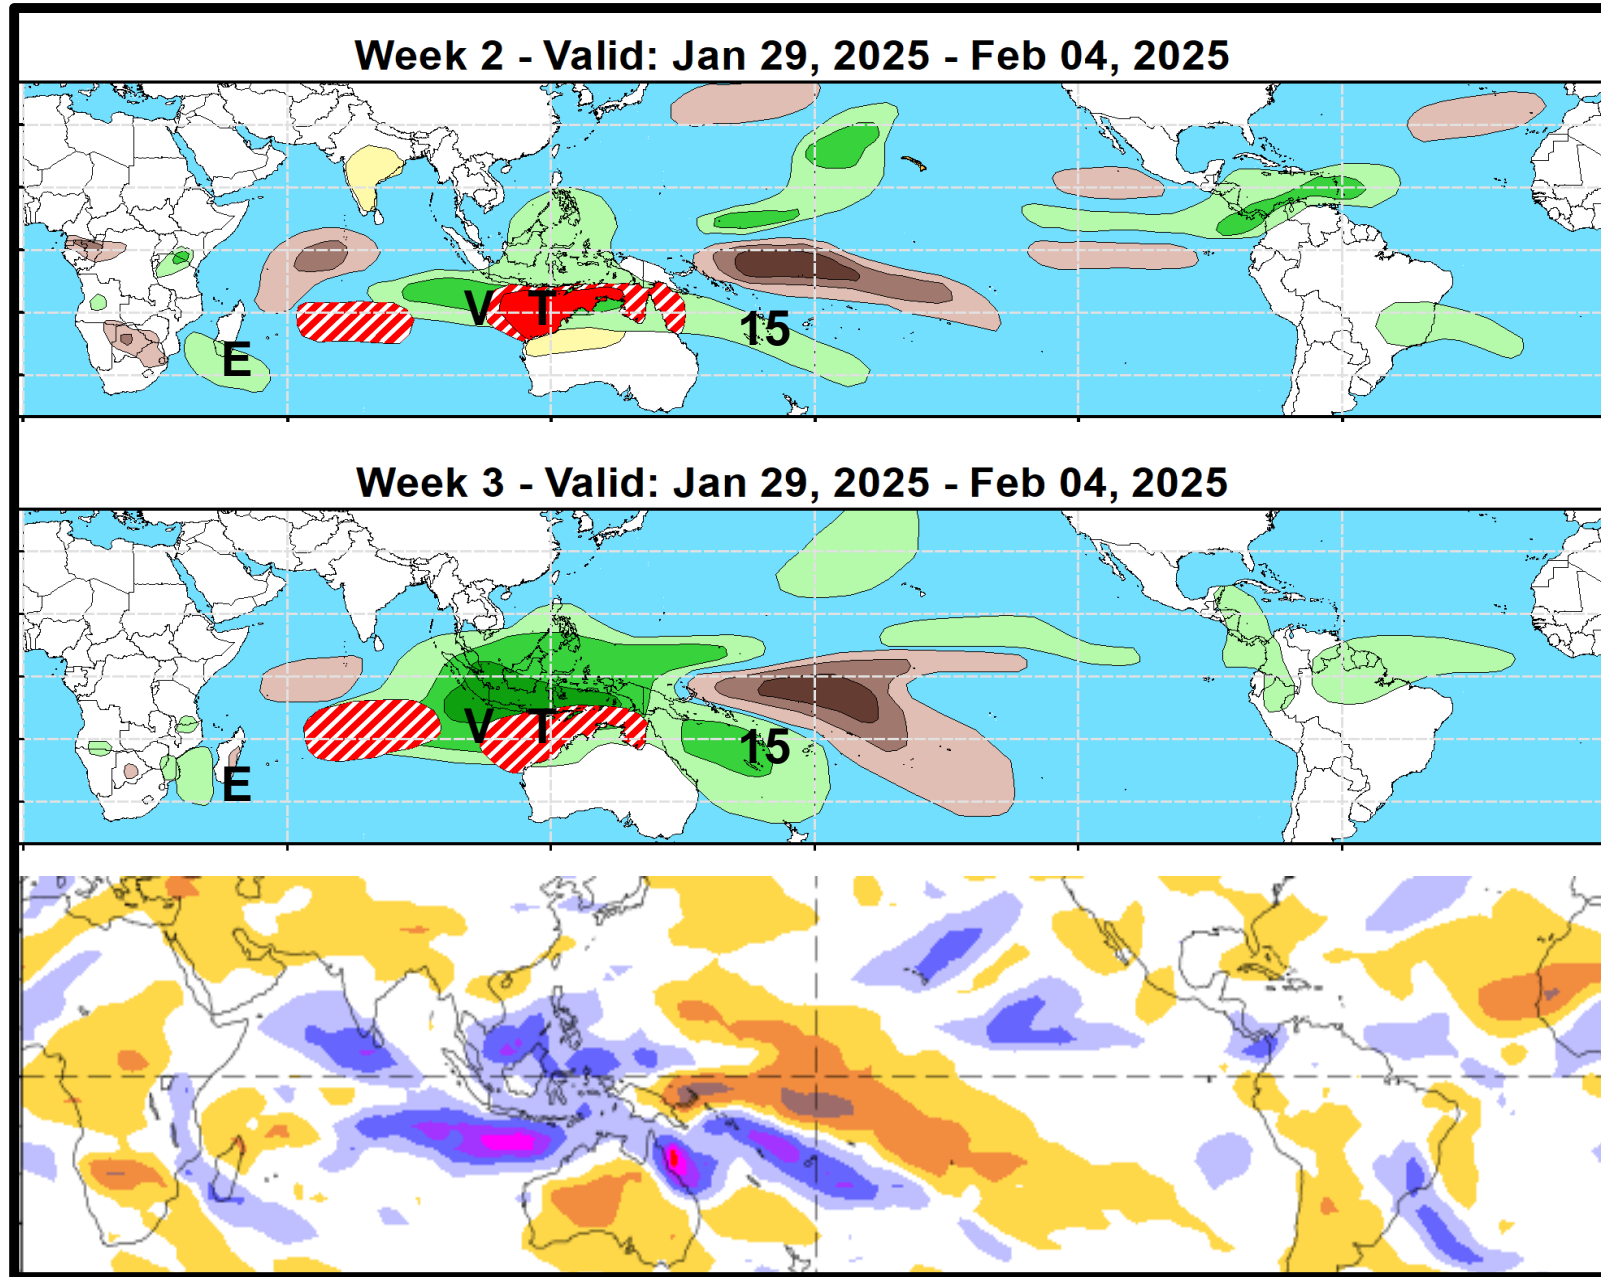 Week 2 - Valid: Jan 29, 2025 - Feb 04, 2025
V T
15
E
Week 3 - Valid: Jan 29, 2025 - Feb 04, 2025
V T
15
E